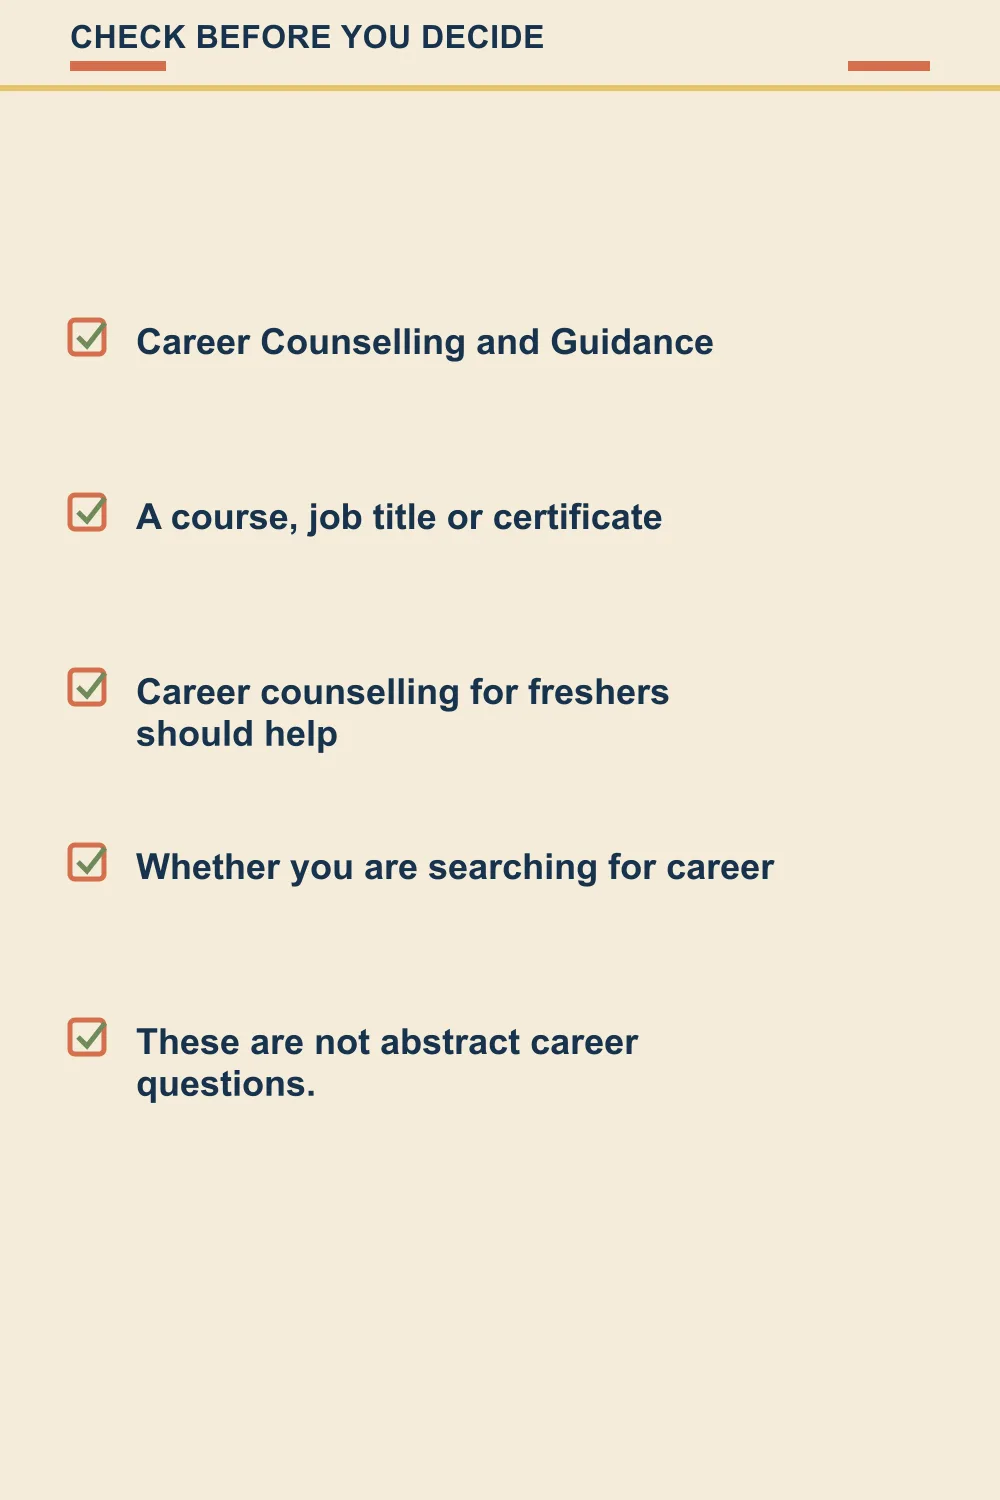 CHECK BEFORE YOU DECIDE
Career Counselling and Guidance
A course, job title or certificate
Career counselling for freshers
should help
Whether you are searching for career
These are not abstract career
questions.